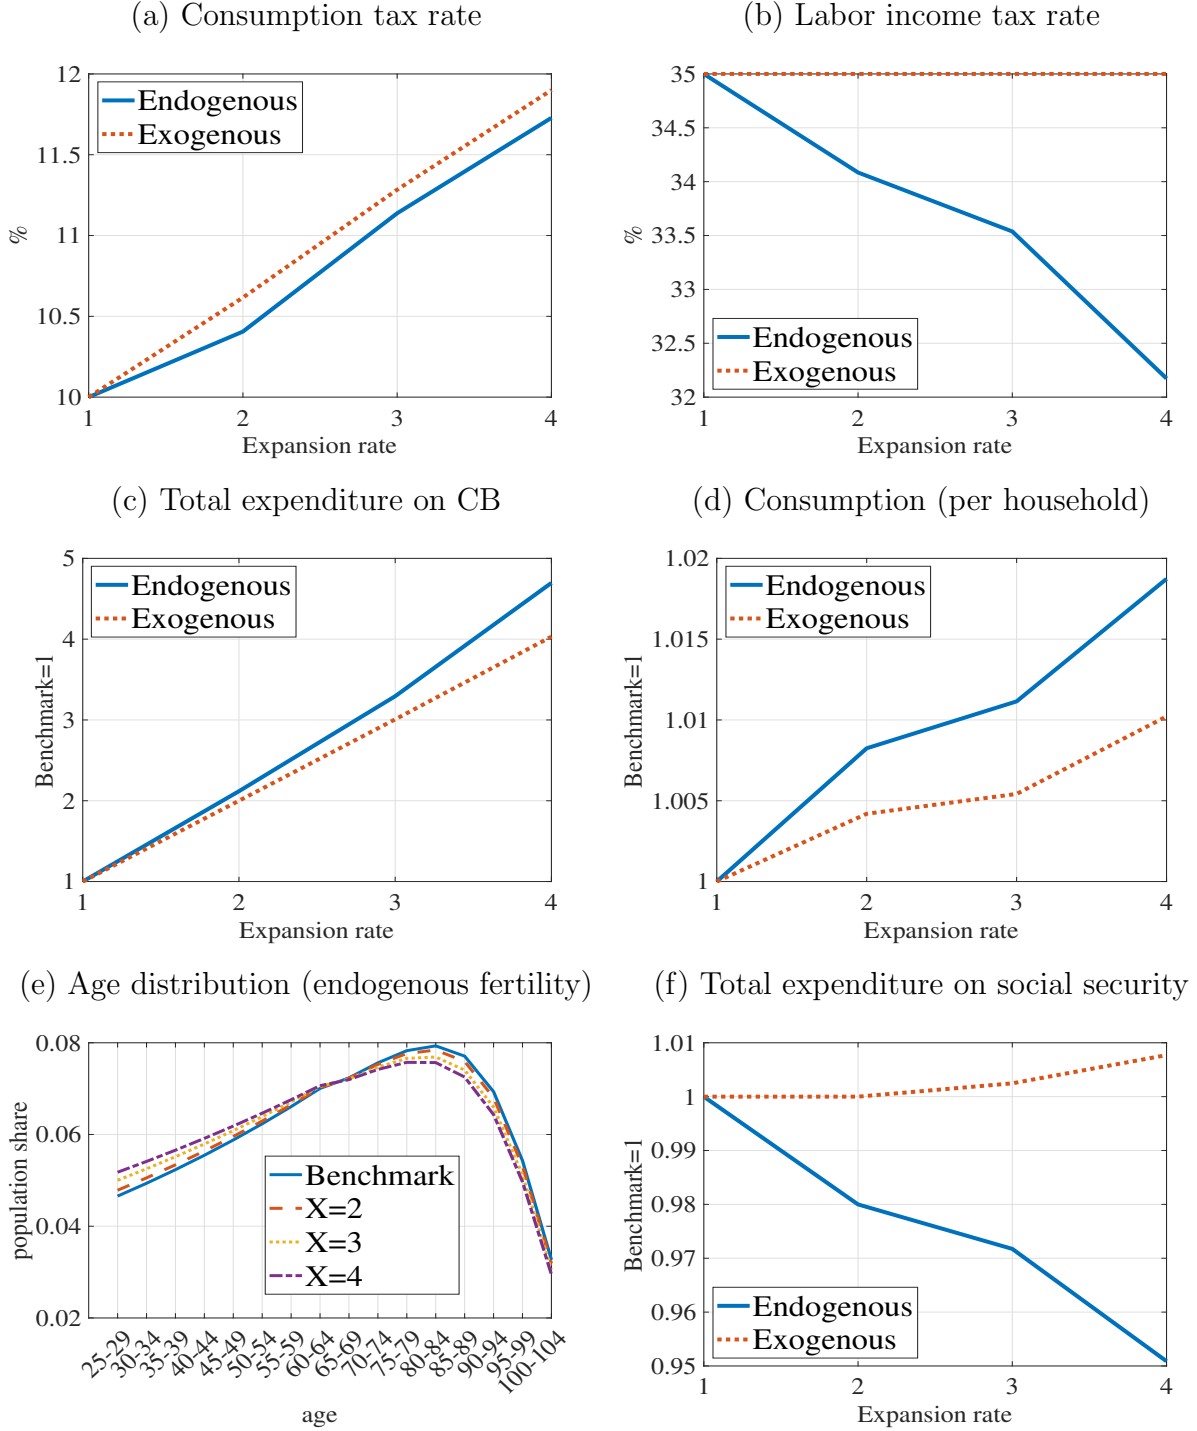 (a) Consumption tax rate
12
11.5
11
10.5
10
%
Endogenous
Exogenous
1 2 3 4
Expansion rate
(b) Labor income tax rate
35
34.5
34
33.5
33
32.5
32
%
Endogenous
Exogenous
1 2 3 4
Expansion rate
(c) Total expenditure on CB
5
4
3
2
1
Benchmark=1
Endogenous
Exogenous
1 2 3 4
Expansion rate
(d) Consumption (per household)
1.02
1.015
1.01
1.005
1
Benchmark=1
Endogenous
Exogenous
1 2 3 4
Expansion rate
(e) Age distribution (endogenous fertility)
0.08
0.06
0.04
0.02
population share
Benchmark
X=2
X=3
X=4
25-29 30-34 35-39 40-44 45-49 50-54 55-59 60-64 65-69 70-74 75-79 80-84 85-89 90-94 95-99 100-104
age
(f) Total expenditure on social security
1.01
1
0.99
0.98
0.97
0.96
0.95
Benchmark=1
Endogenous
Exogenous
1 2 3 4
Expansion rate